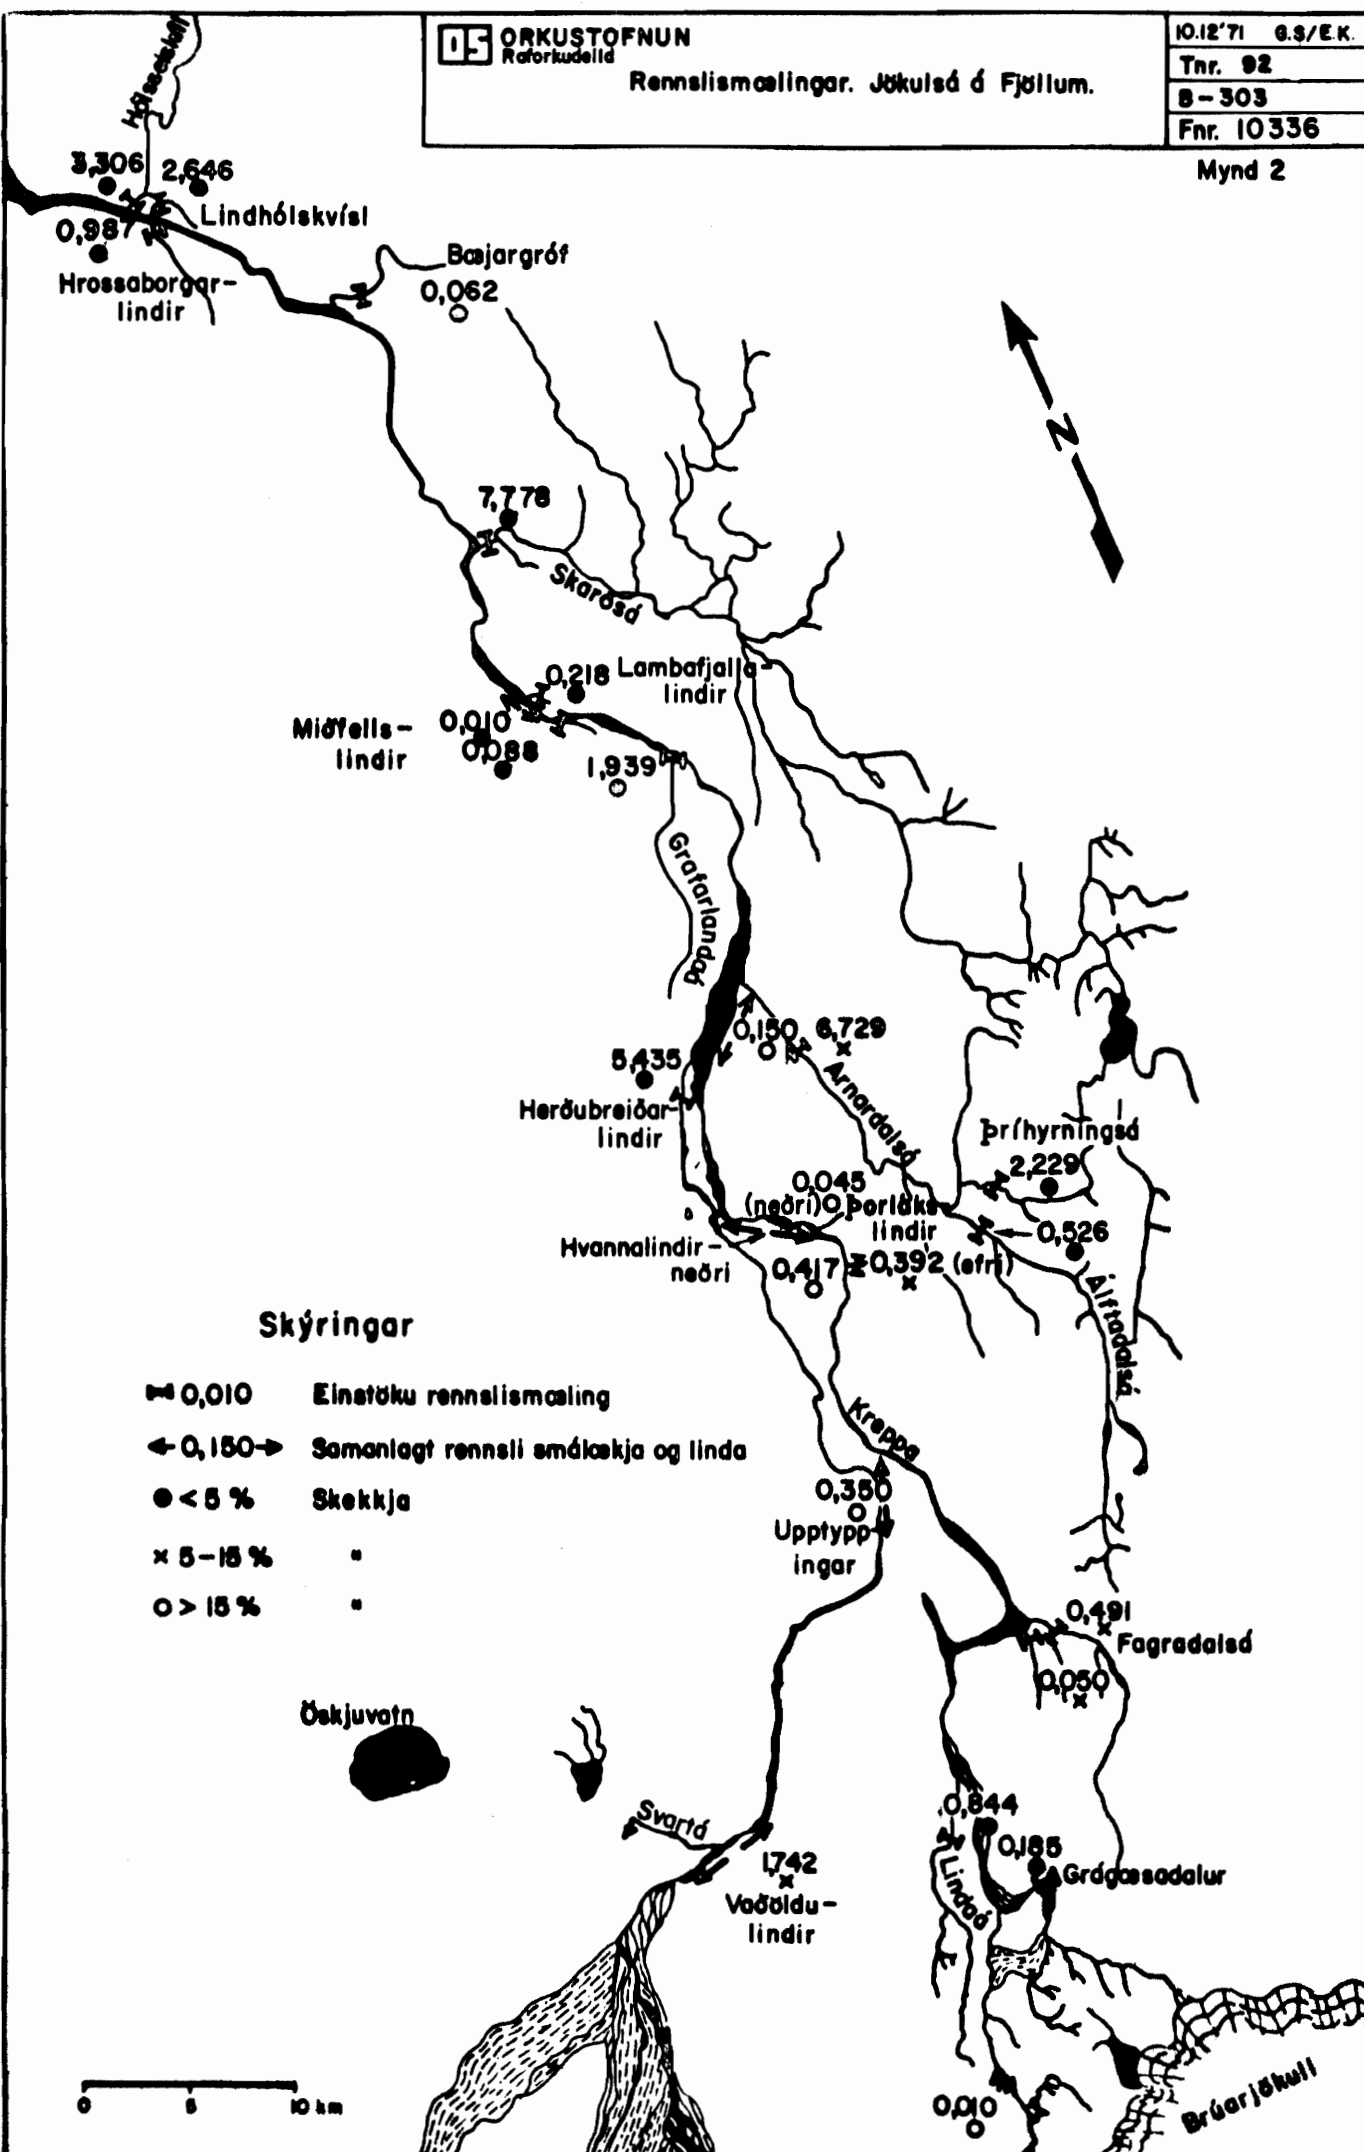 OS ORKUSTOFNUN
Raforkudeild
Rennslismælingar. Jökulsá á Fjöllum.
10.12'71 G.S/E.K.
Tnr. 92
B-303
Fnr. 10336
Mynd 2
3,306
2,646
Lindhólskvísl
0,987
Hrossaborgar-
lindir
Bæjargróf
0,062
N
7,778
Skarðsá
0,218
Lambafjalla-
lindir
Miðfells-
lindir
0,010
0,088
1,939
Grafarlandaá
0,150
6,729
5,435
Arnardalsá
Herðubreiðar-
lindir
Þríhyrningsá
2,229
0,045
(neðri)
Þorláks-
lindir
0,526
Hvannalindir-
neðri
0,417
0,392 (efri)
Álftadalsá
Skýringar
0,010 Einstöku rennslismæling
0,150 Samanlagt rennsli smálækja og linda
< 5 % Skekkja
5-15 % "
> 15 % "
Kreppa
0,350
Upptypp-
ingar
0,491
Fagradalsá
0,050
Öskjuvatn
Svartá
0,844
0,185
Lindaá
Grágæsadalur
1,742
Vaðöldu-
lindir
0 5 10 km
0,010
Brúarjökull